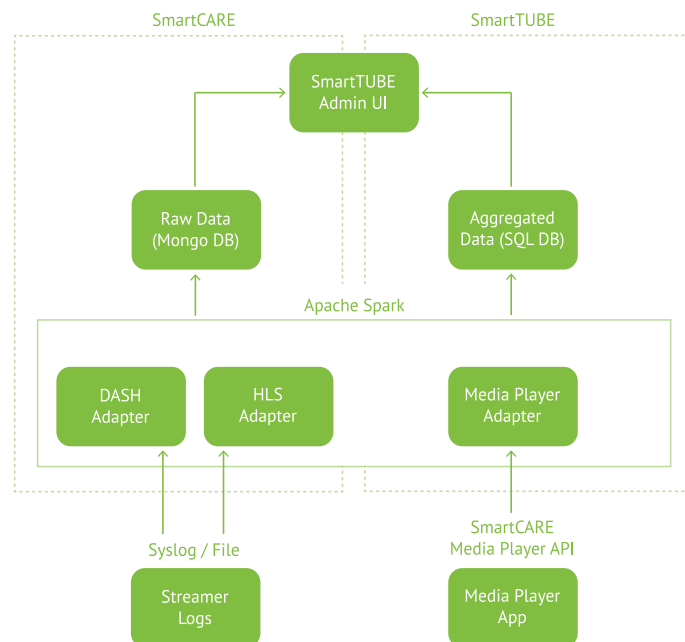 SmartCARE
SmartTUBE
SmartTUBE
Admin UI
Raw Data
(Mongo DB)
Aggregated
Data (SQL DB)
Apache Spark
DASH
Adapter
HLS
Adapter
Media Player
Adapter
Syslog / File
SmartCARE
Media Player API
Streamer
Logs
Media Player
App